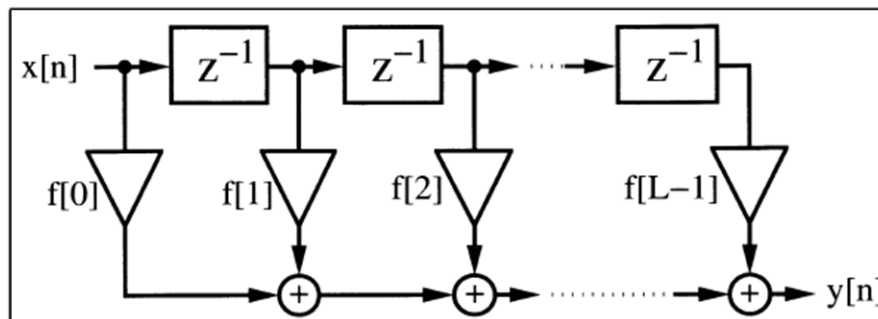 x[n] z⁻¹ z⁻¹ z⁻¹
f[0] f[1] f[2] f[L−1]
+ + + y[n]